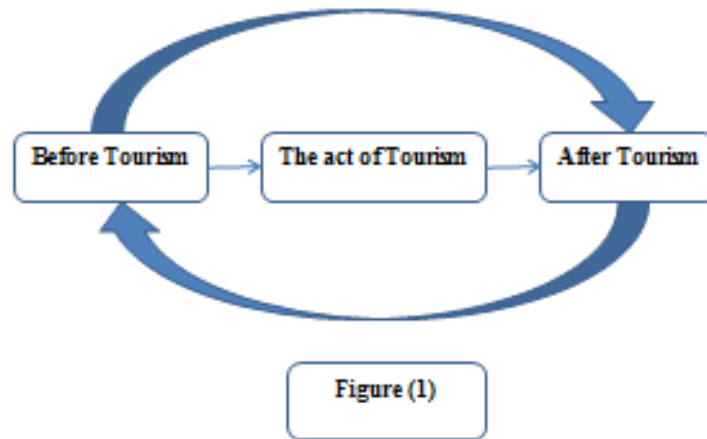 Before Tourism
The act of Tourism
After Tourism
Figure (1)